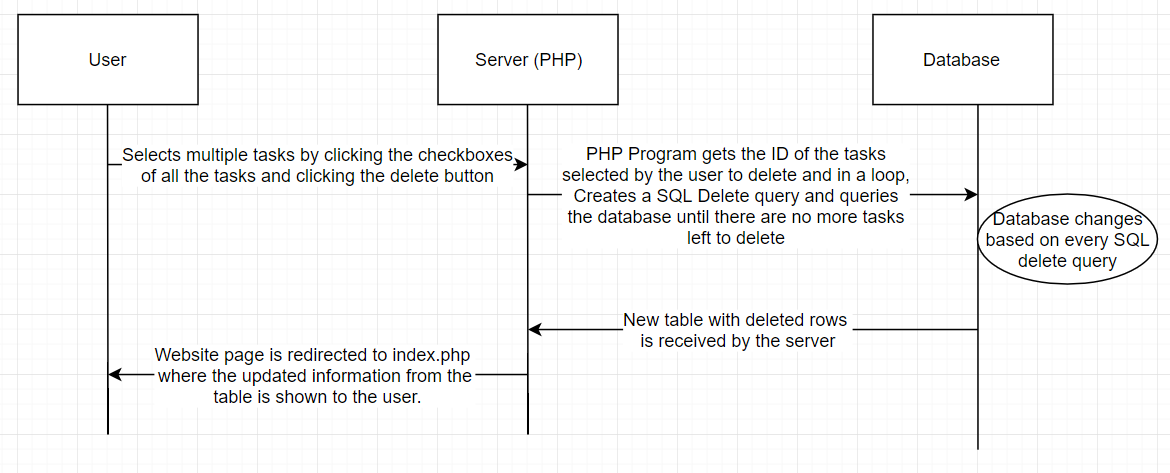 User
Server (PHP)
Database
Selects multiple tasks by clicking the checkboxes
of all the tasks and clicking the delete button
PHP Program gets the ID of the tasks
selected by the user to delete and in a loop,
Creates a SQL Delete query and queries
the database until there are no more tasks
left to delete
Database changes
based on every SQL
delete query
New table with deleted rows
is received by the server
Website page is redirected to index.php
where the updated information from the
table is shown to the user.